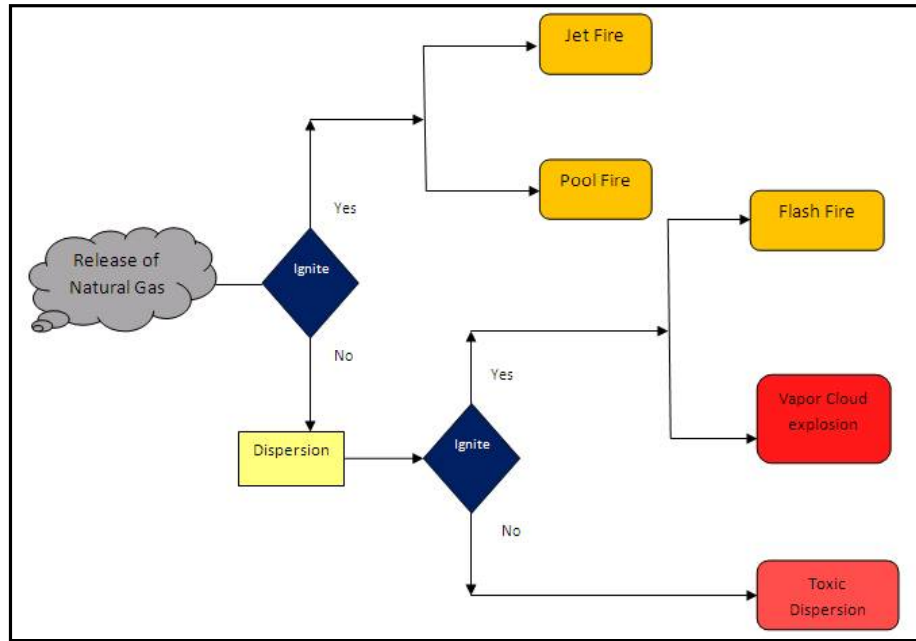 Jet Fire
Pool Fire
Yes
Flash Fire
Release of
Natural Gas
Ignite
No
Yes
Vapor Cloud
explosion
Dispersion
Ignite
No
Toxic
Dispersion